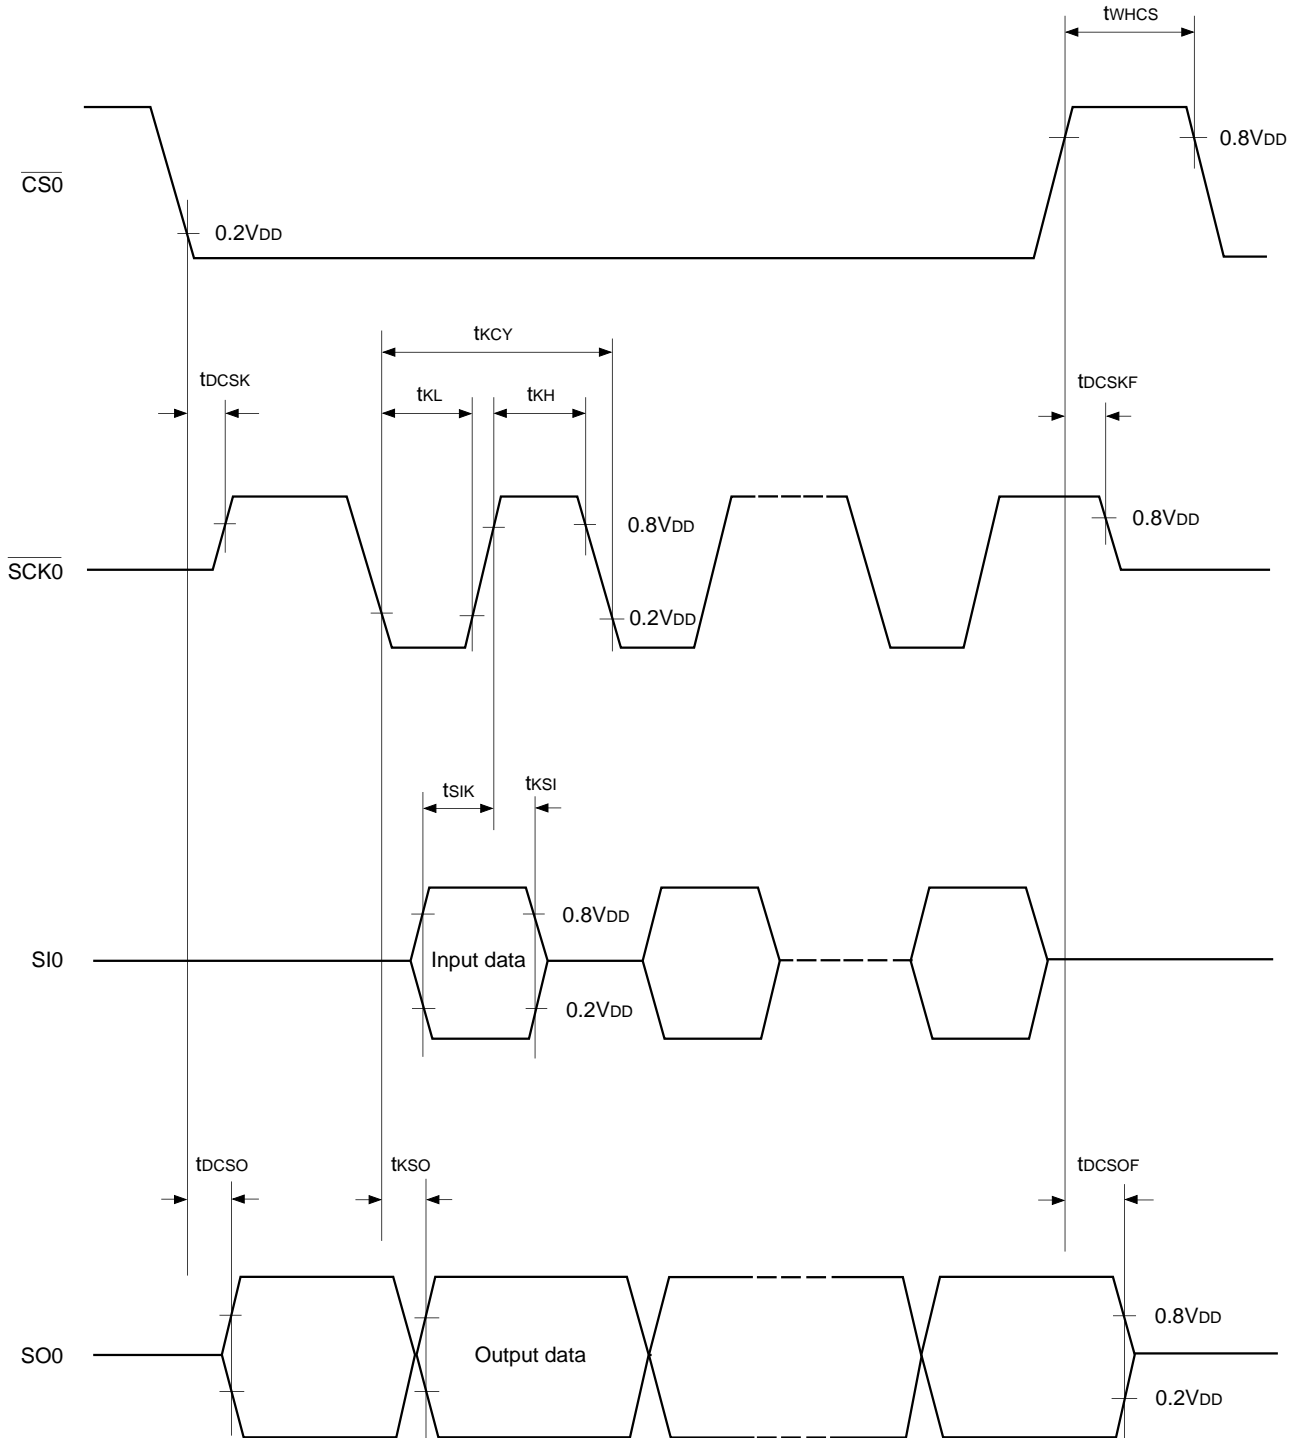 tWHCS
0.8VDD
CS0
0.2VDD
tKCY
tDCSK
tKL
tKH
tDCSKF
0.8VDD
0.8VDD
SCK0
0.2VDD
tSIK
tKSI
0.8VDD
SI0
Input data
0.2VDD
tDCSO
tKSO
tDCSOF
0.8VDD
SO0
Output data
0.2VDD